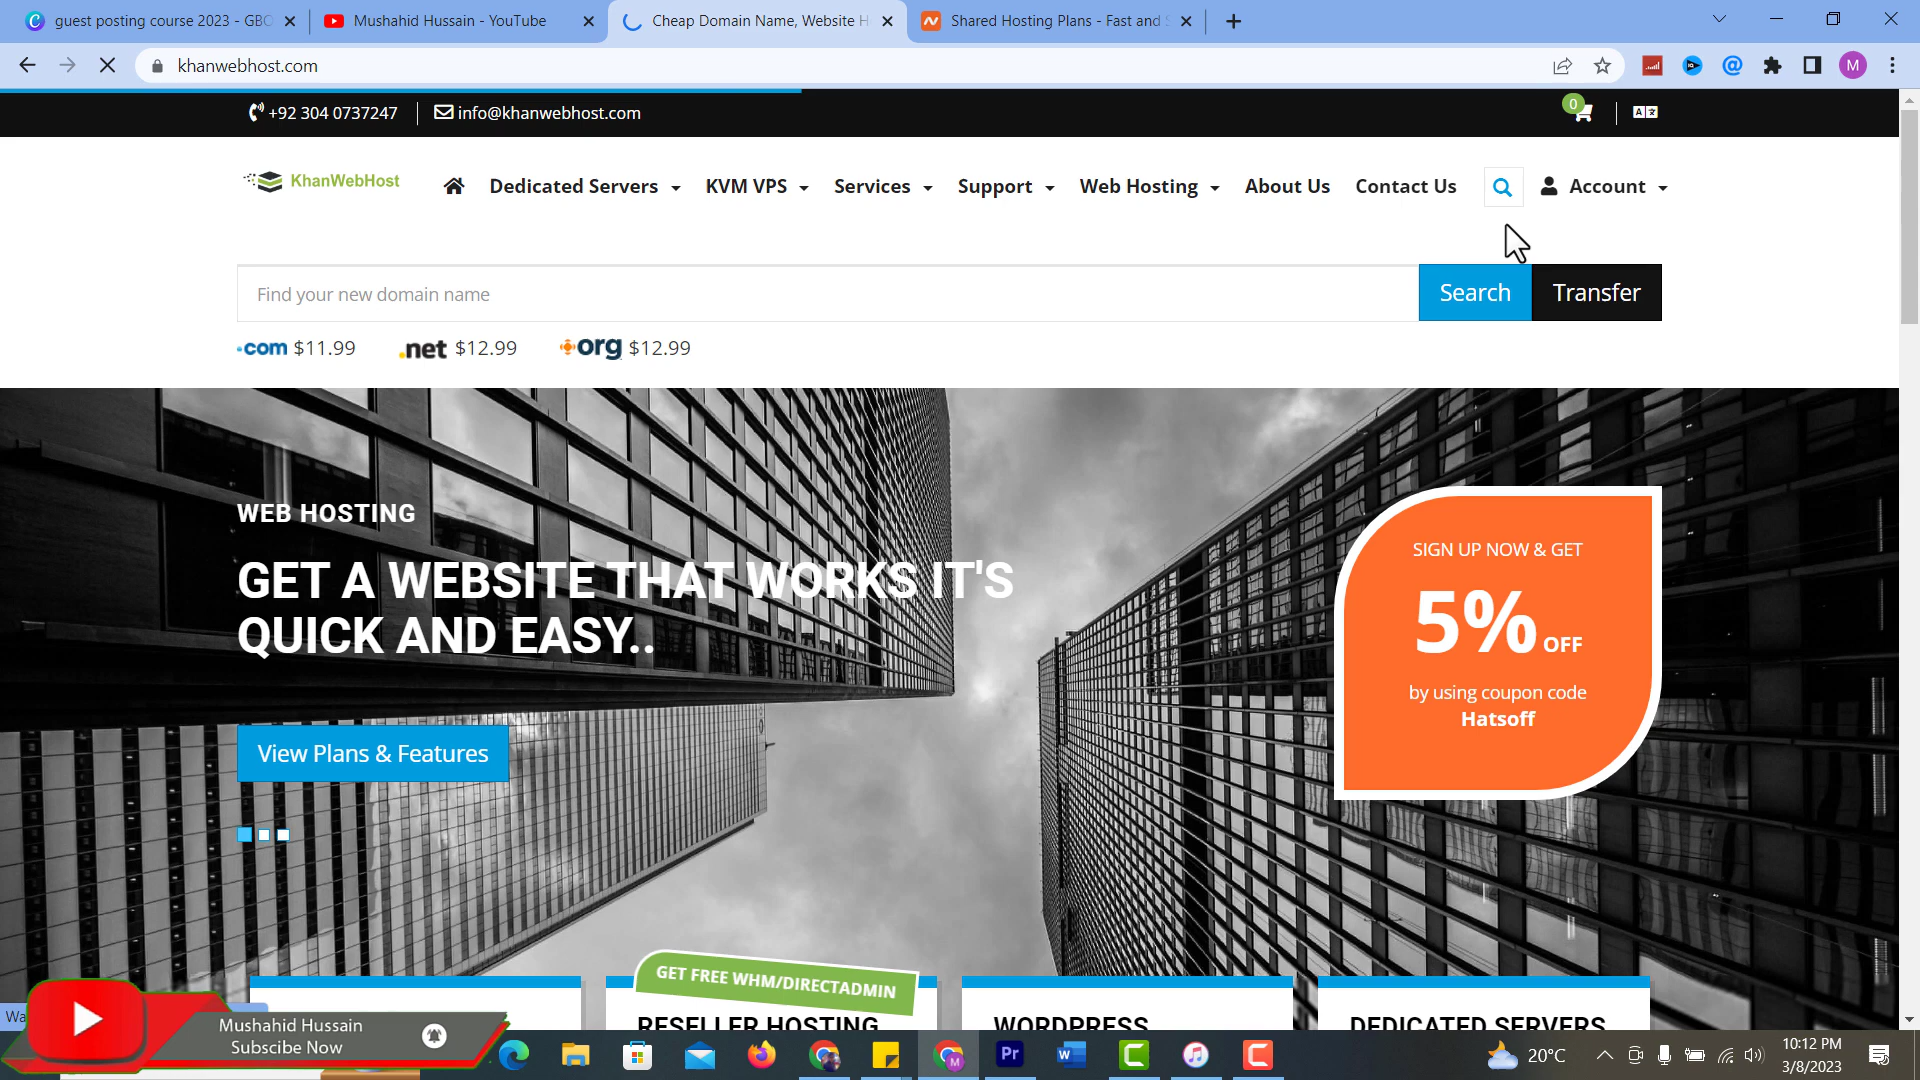 guest posting course 2023 - GBO
Mushahid Hussain - YouTube
Cheap Domain Name, Website H
Shared Hosting Plans - Fast and S
khanwebhost.com
M
+92 304 0737247
info@khanwebhost.com
0
KhanWebHost
Dedicated Servers
KVM VPS
Services
Support
Web Hosting
About Us
Contact Us
Account
Find your new domain name
Search
Transfer
.com $11.99
.net $12.99
org $12.99
WEB HOSTING
GET A WEBSITE THAT WORKS IT'S
QUICK AND EASY..
View Plans & Features
SIGN UP NOW & GET
5% OFF
by using coupon code
Hatsoff
GET FREE WHM/DIRECTADMIN
RESELLER HOSTING
WORDPRESS
DEDICATED SERVERS
Wa
Mushahid Hussain
Subscibe Now
Pr
20°C
10:12 PM
3/8/2023